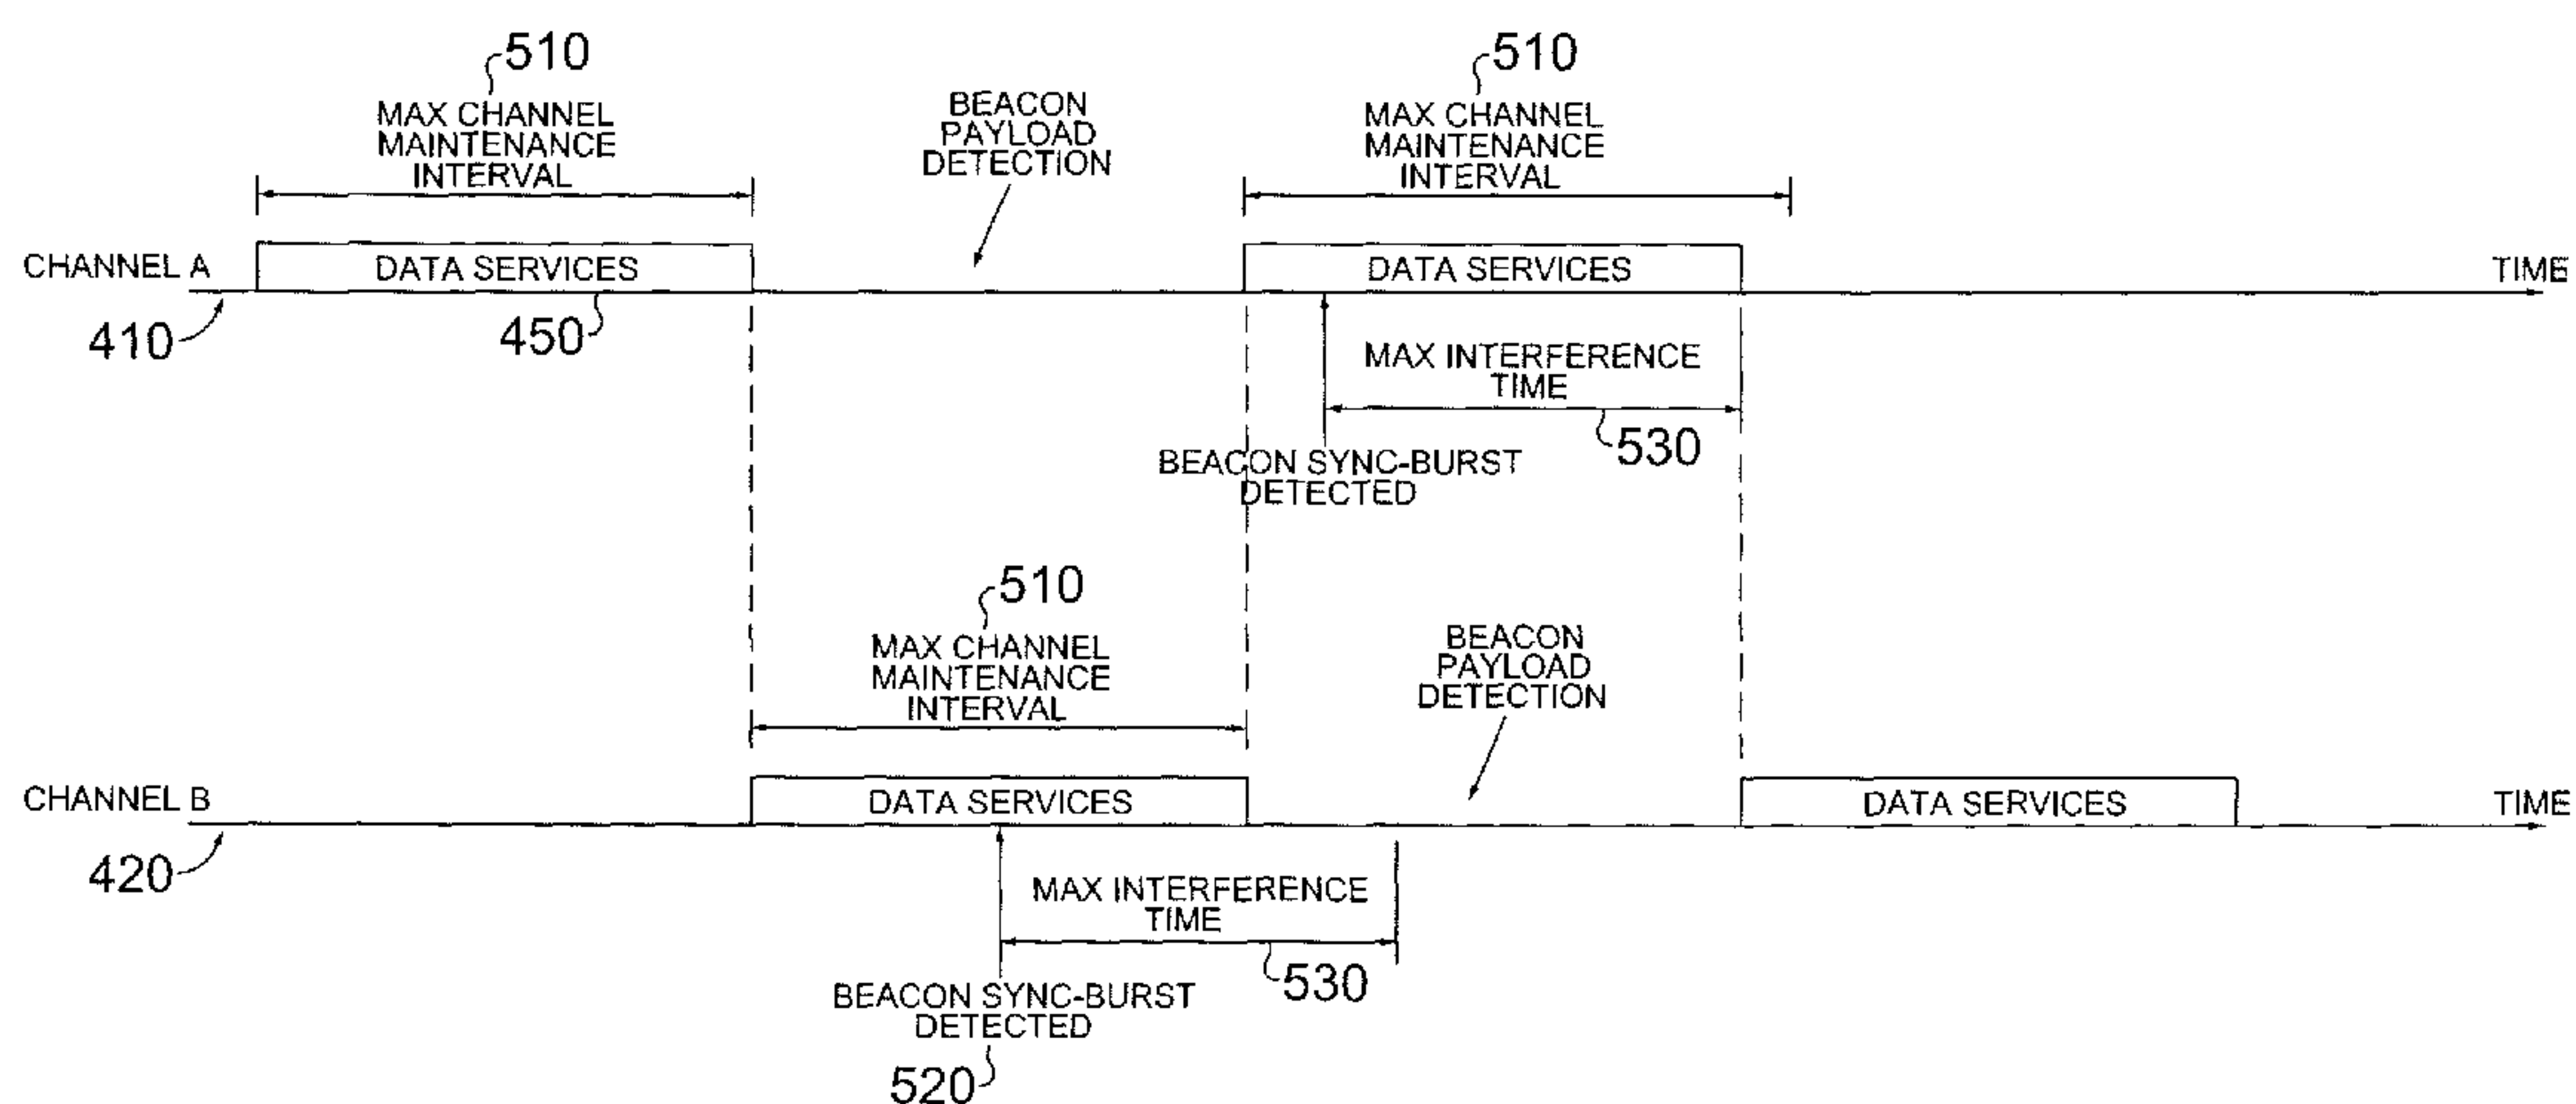 510
MAX CHANNEL
MAINTENANCE
INTERVAL
BEACON
PAYLOAD
DETECTION
510
MAX CHANNEL
MAINTENANCE
INTERVAL
CHANNEL A
DATA SERVICES
DATA SERVICES
TIME
410
450
MAX INTERFERENCE
TIME
530
BEACON SYNC-BURST
DETECTED
510
MAX CHANNEL
MAINTENANCE
INTERVAL
BEACON
PAYLOAD
DETECTION
CHANNEL B
DATA SERVICES
DATA SERVICES
TIME
420
MAX INTERFERENCE
TIME
530
BEACON SYNC-BURST
DETECTED
520